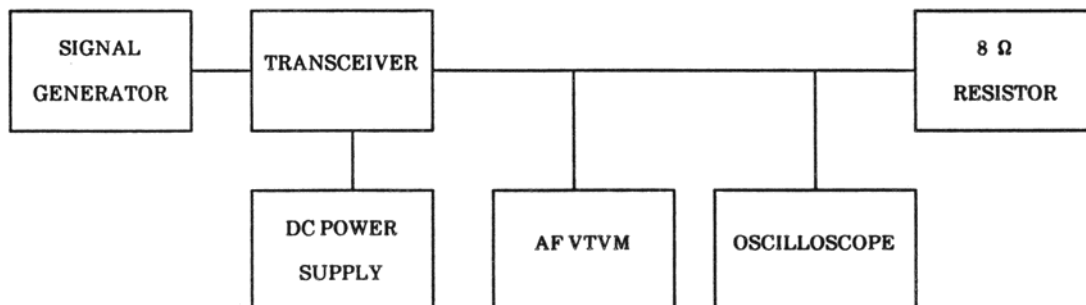 SIGNAL
GENERATOR
TRANSCEIVER
8 Ω
RESISTOR
DC POWER
SUPPLY
AF VTVM
OSCILLOSCOPE